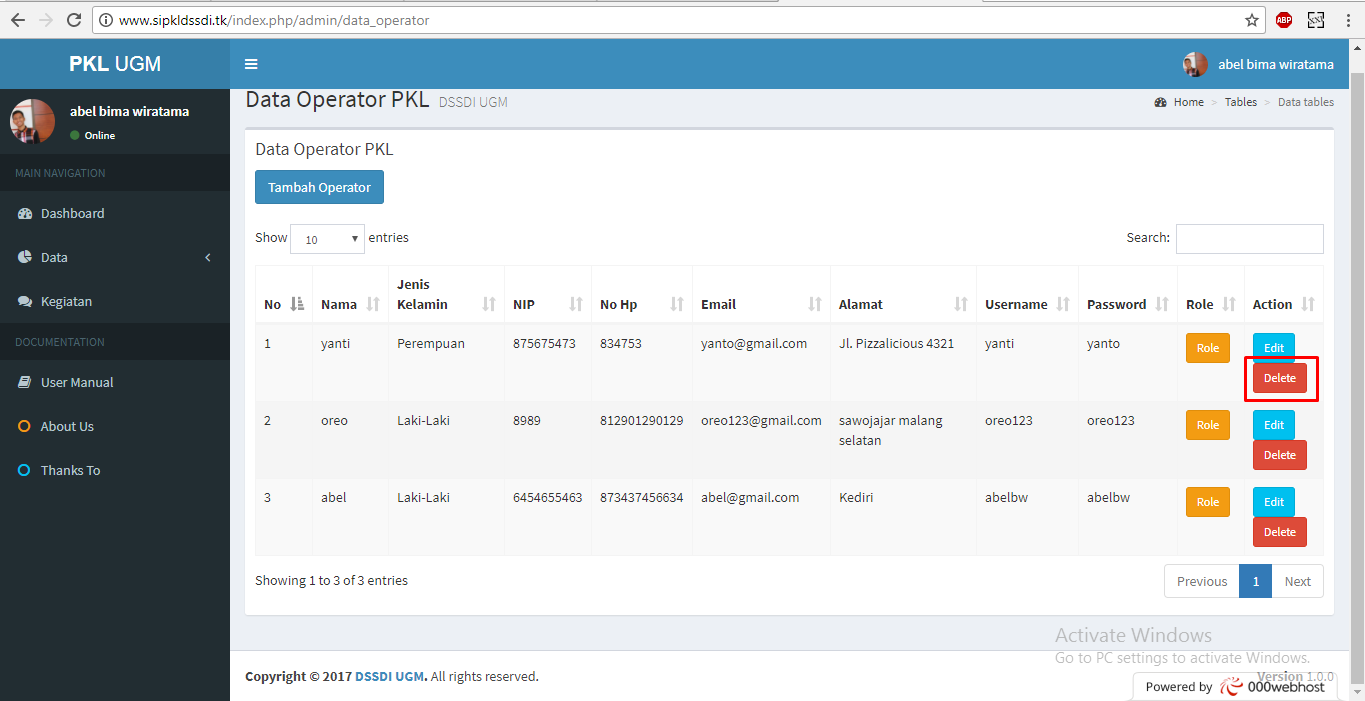 www.sipkldssdi.tk/index.php/admin/data_operator
ABP
PKL UGM
abel bima wiratama
abel bima wiratama
Online
MAIN NAVIGATION
Dashboard
Data
Kegiatan
DOCUMENTATION
User Manual
About Us
Thanks To
Data Operator PKL DSSDI UGM
Home > Tables > Data tables
Data Operator PKL
Tambah Operator
Show 10 entries
Search:
No Nama Jenis Kelamin NIP No Hp Email Alamat Username Password Role Action
1 yanti Perempuan 875675473 834753 yanto@gmail.com Jl. Pizzalicious 4321 yanti yanto Role Edit
Delete
2 oreo Laki-Laki 8989 812901290129 oreo123@gmail.com sawojajar malang selatan oreo123 oreo123 Role Edit
Delete
3 abel Laki-Laki 6454655463 873437456634 abel@gmail.com Kediri abelbw abelbw Role Edit
Delete
Showing 1 to 3 of 3 entries
Previous 1 Next
Activate Windows
Go to PC settings to activate Windows.
Copyright © 2017 DSSDI UGM. All rights reserved.
Version 1.0.0
Powered by 000webhost